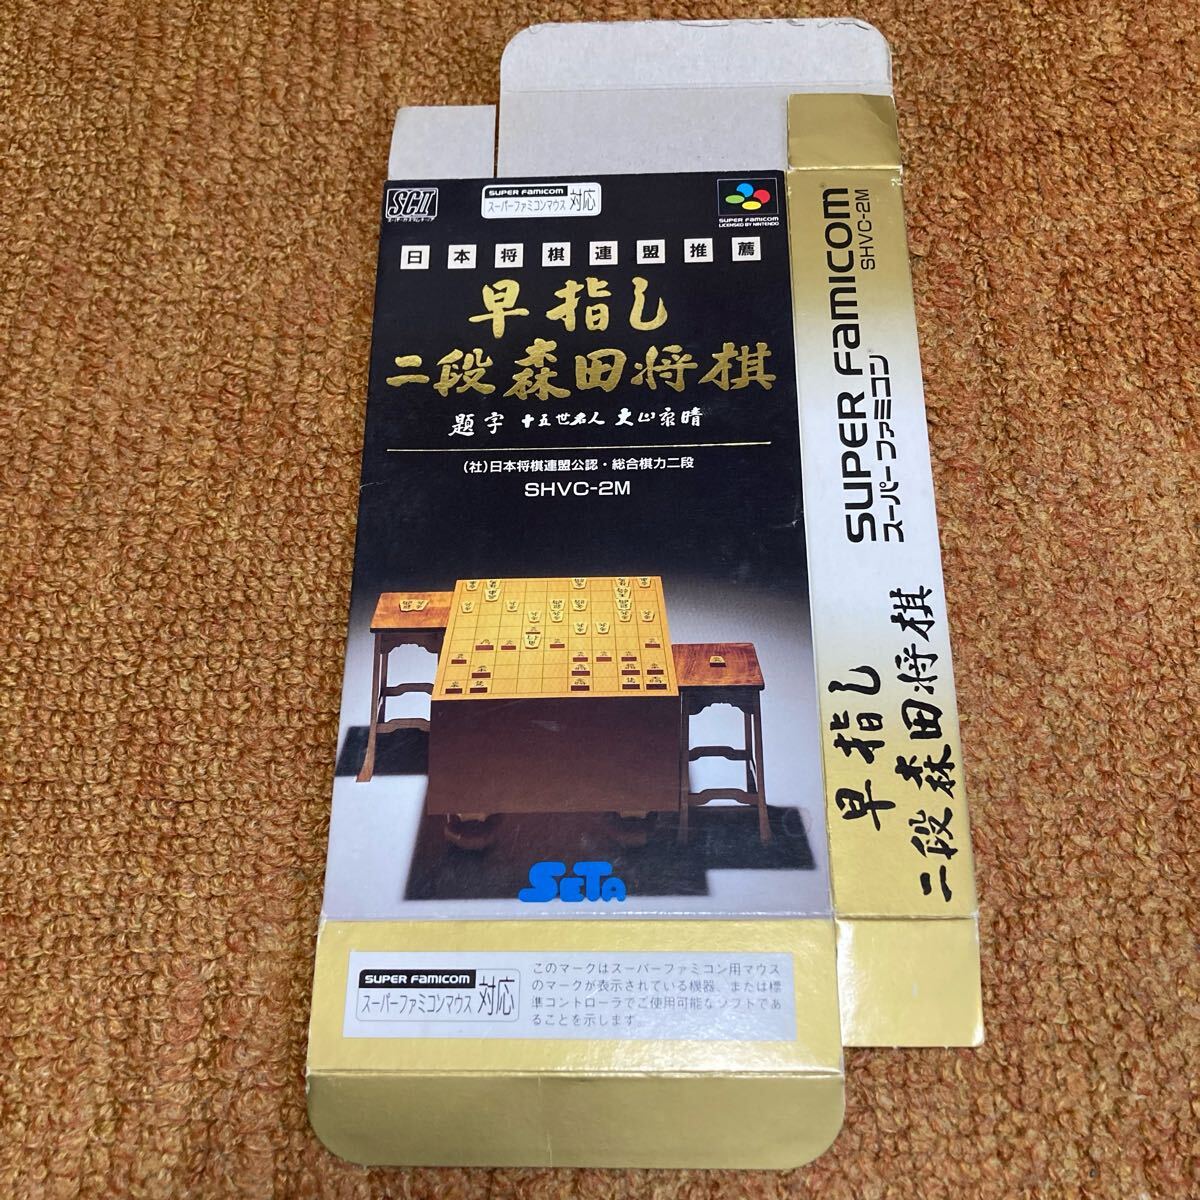 SCII
SUPER FAMICOM
スーパーファミコンマウス 対応
SUPER FAMICOM
LICENSED BY NINTENDO
日本将棋連盟推薦
早指し
二段森田将棋
題字 十五世名人 大山康晴
(社)日本将棋連盟公認・総合棋力二段
SHVC-2M
SETA
SUPER FAMICOM
スーパーファミコンマウス 対応
このマークはスーパーファミコン用マウス
のマークが表示されている機器、または標
準コントローラでご使用可能なソフトであ
ることを示します。
SUPER FAMICOM®
スーパーファミコン®
SHVC-2M
早指し
二段森田将棋